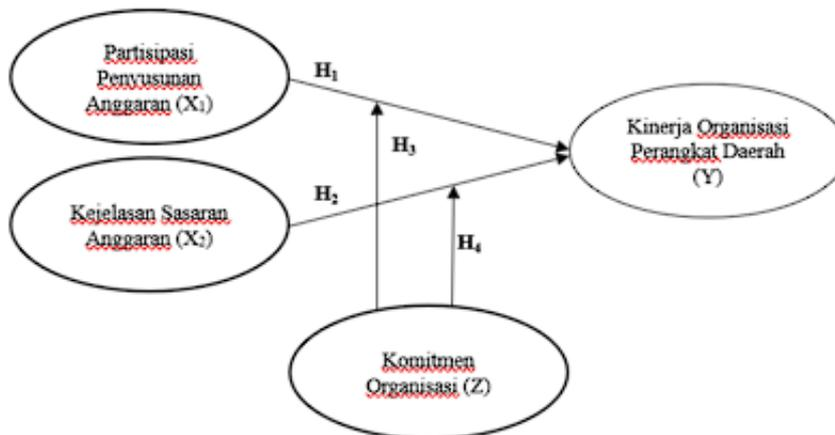 Partisipasi
Penyusunan
Anggaran (X₁)
H₁
Kinerja Organisasi
Perangkat Daerah
(Y)
H₃
Kejelasan Sasaran
Anggaran (X₂)
H₂
H₄
Komitmen
Organisasi (Z)